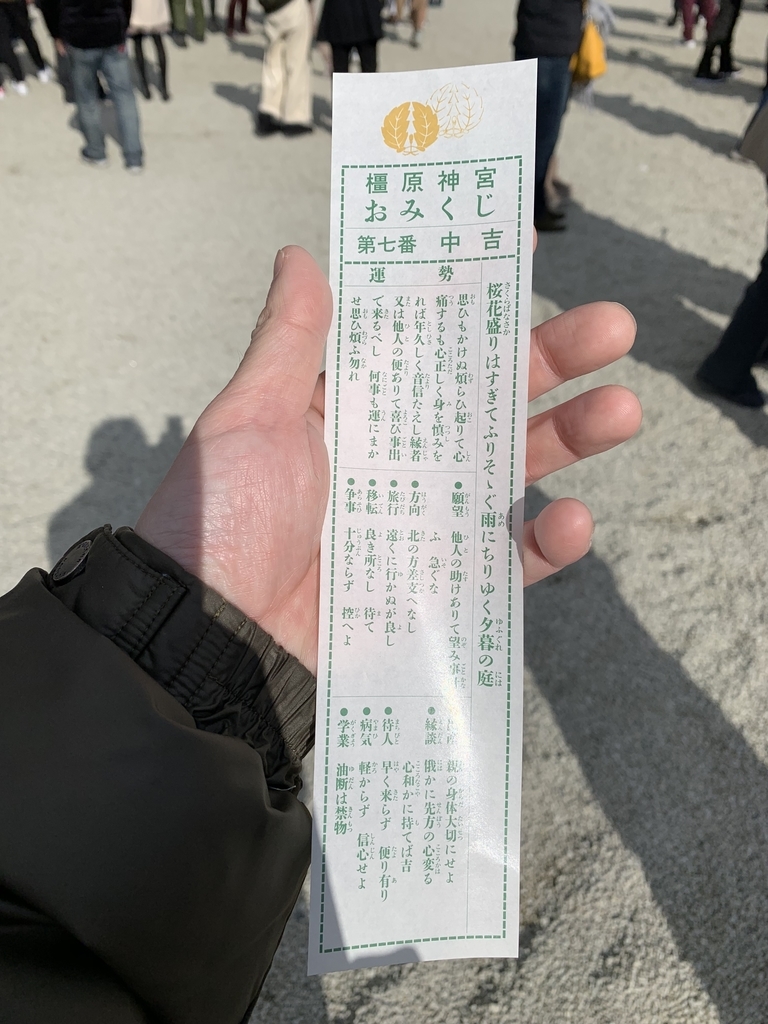 橿原神宮
おみくじ
第七番 中吉
桜花盛りはすぎてふりそゝぐ雨にちりゆく夕暮の庭
運勢
思ひもかけぬ煩らひ起りて心
痛するも心正しく身を慎みを
れば年久しく音信たえし縁者
又は他人の便ありて喜び事出
で来るべし 何事も運にまか
せ思ひ煩ふ勿れ
●願望 他人の助けありて望み事
ふ 急ぐな
●方向 北の方差支へなし
●旅行 遠くに行かぬが良し
●移転 良き所なし 待て
●争事 十分ならず 控へよ
親の身体大切にせよ
●縁談 俄かに先方の心変る
心和かに持てば吉
●待人 早く来らず 便り有り
●病気 軽からず 信心せよ
●学業 油断は禁物